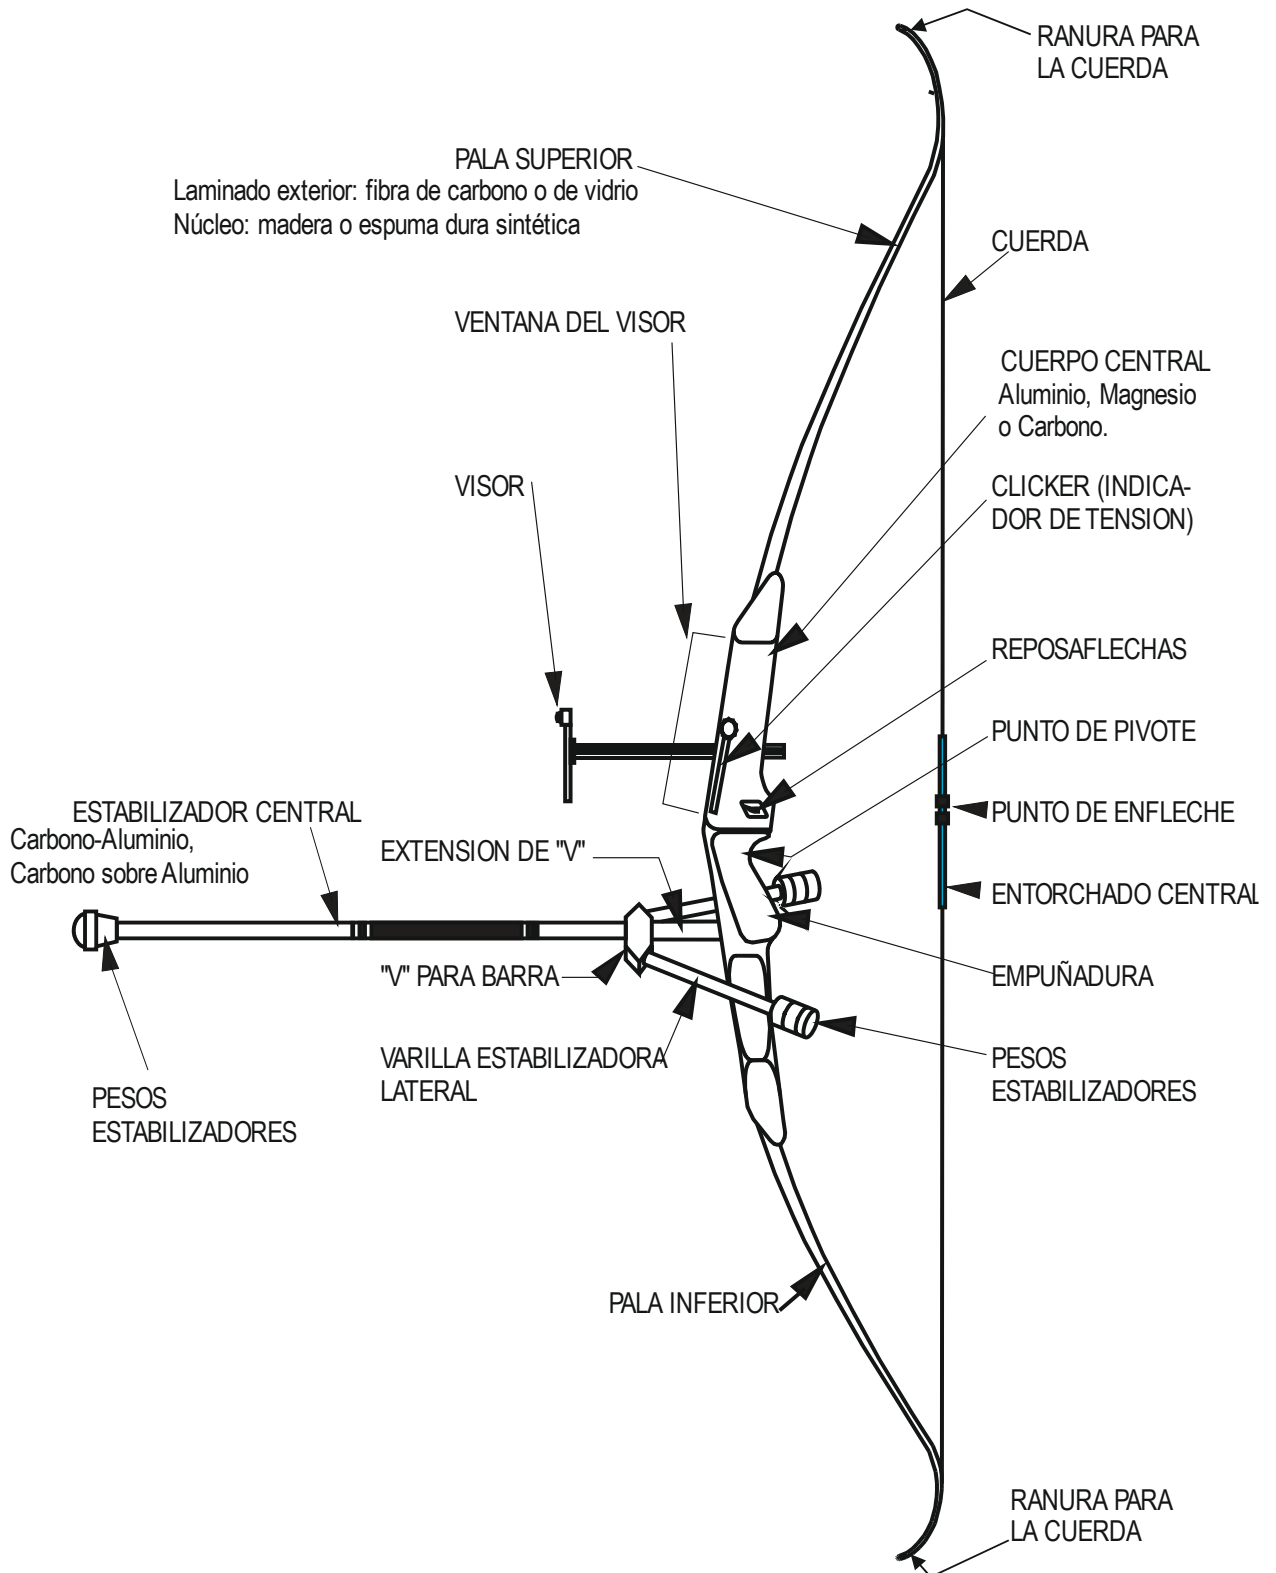 RANURA PARA
LA CUERDA
PALA SUPERIOR
Laminado exterior: fibra de carbono o de vidrio
Núcleo: madera o espuma dura sintética
CUERDA
VENTANA DEL VISOR
CUERPO CENTRAL
Aluminio, Magnesio
o Carbono.
VISOR
CLICKER (INDICA-
DOR DE TENSION)
REPOSAFLECHAS
PUNTO DE PIVOTE
PUNTO DE ENFLECHE
ESTABILIZADOR CENTRAL
Carbono-Aluminio,
Carbono sobre Aluminio
EXTENSION DE "V"
ENTORCHADO CENTRAL
"V" PARA BARRA
EMPUÑADURA
VARILLA ESTABILIZADORA
LATERAL
PESOS
ESTABILIZADORES
PESOS
ESTABILIZADORES
PALA INFERIOR
RANURA PARA
LA CUERDA